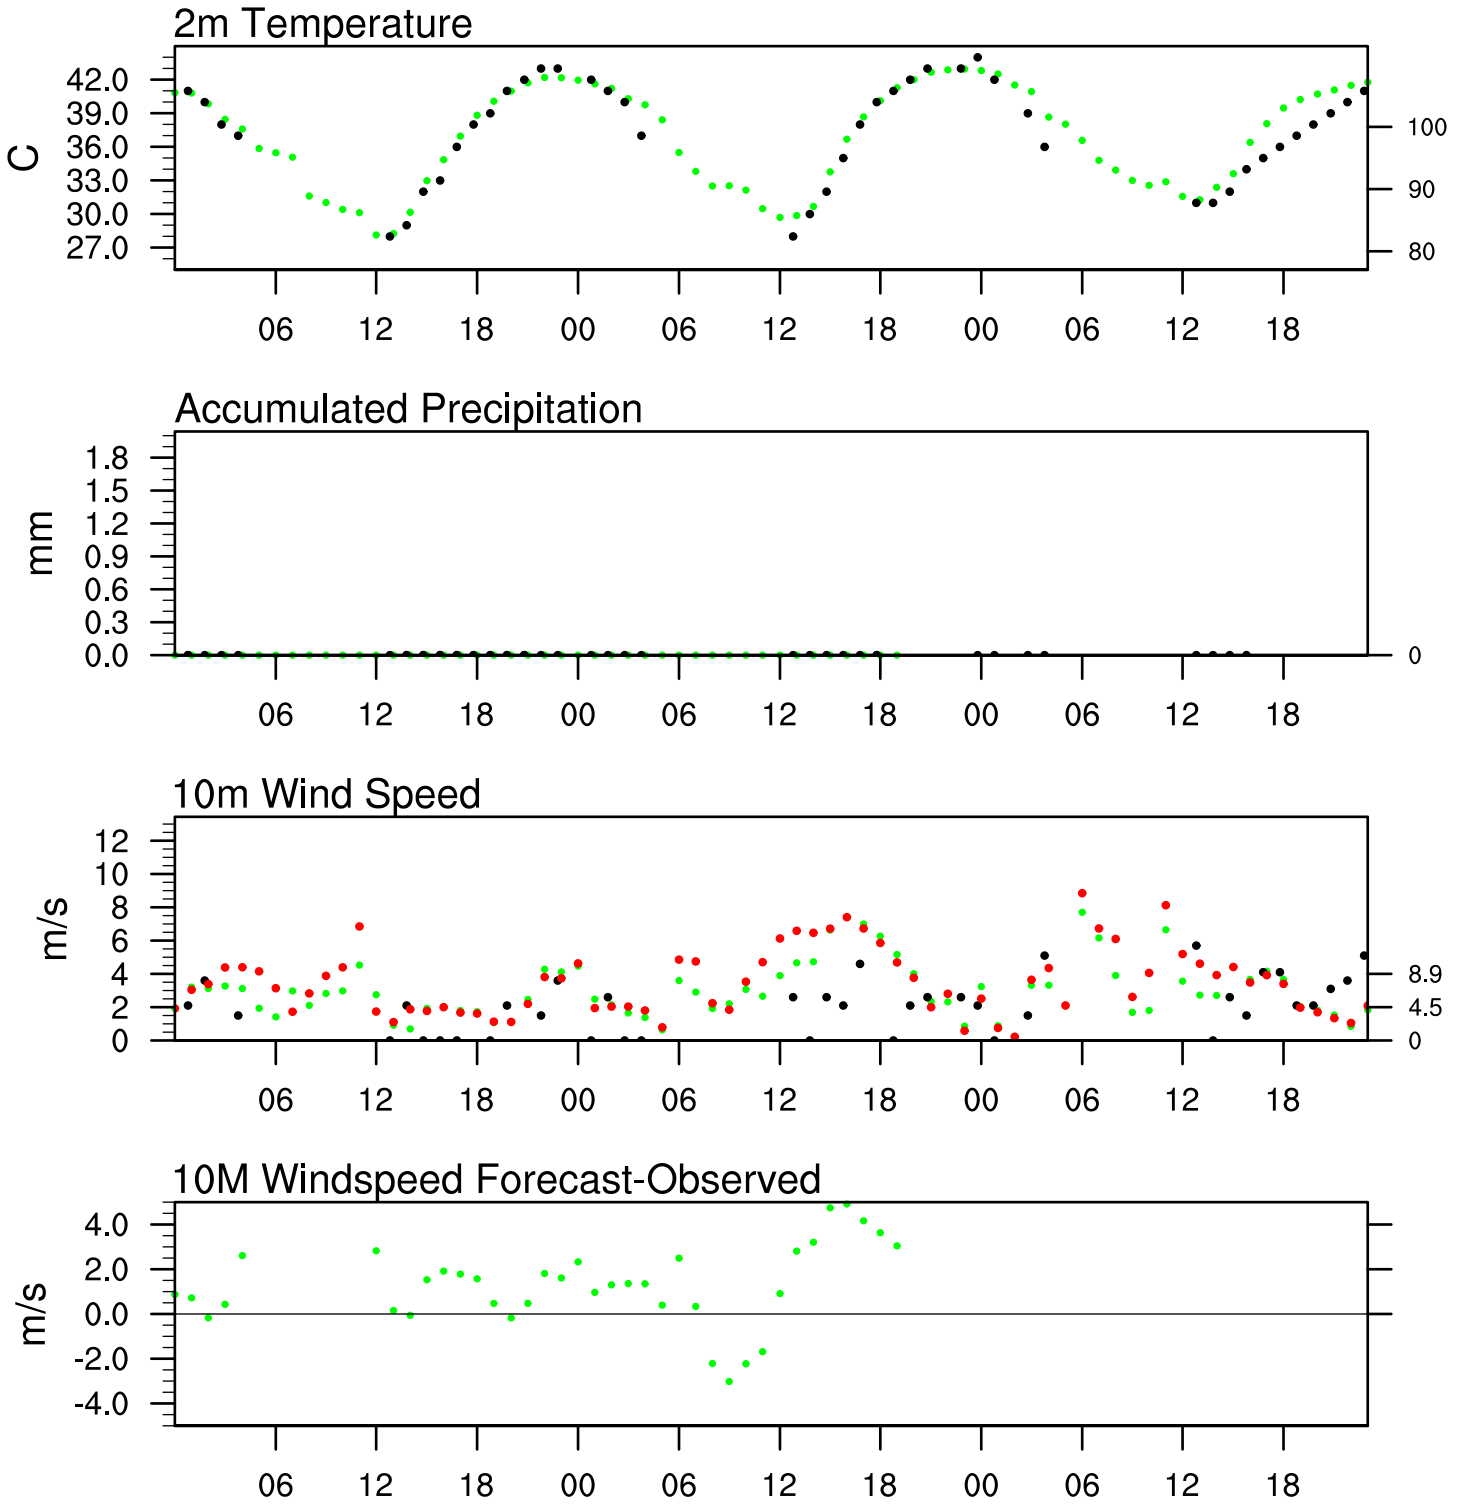 2m Temperature
42.0
39.0
36.0
33.0
30.0
27.0
C
100
90
80
06 12 18 00 06 12 18 00 06 12 18
Accumulated Precipitation
1.8
1.5
1.2
0.9
0.6
0.3
0.0
mm
0
06 12 18 00 06 12 18 00 06 12 18
10m Wind Speed
12
10
8
6
4
2
0
m/s
8.9
4.5
0
06 12 18 00 06 12 18 00 06 12 18
10M Windspeed Forecast-Observed
4.0
2.0
0.0
-2.0
-4.0
m/s
06 12 18 00 06 12 18 00 06 12 18